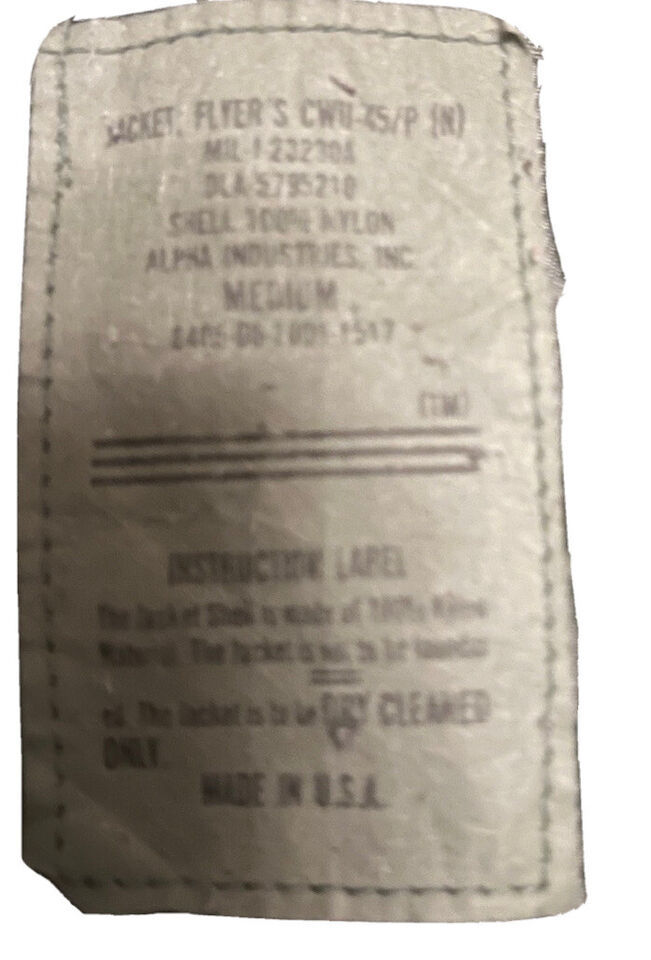 JACKET, FLYER'S CWU-45/P (N)
MIL-J-23230A
DLA-5795210
SHELL 100% NYLON
ALPHA INDUSTRIES, INC
MEDIUM
(TM)
INSTRUCTION LABEL
The Jacket Shell is made of 100% Nylon
Material. The Jacket is not to be launder
ed. The Jacket is to be DRY CLEANED
ONLY.
MADE IN U.S.A.